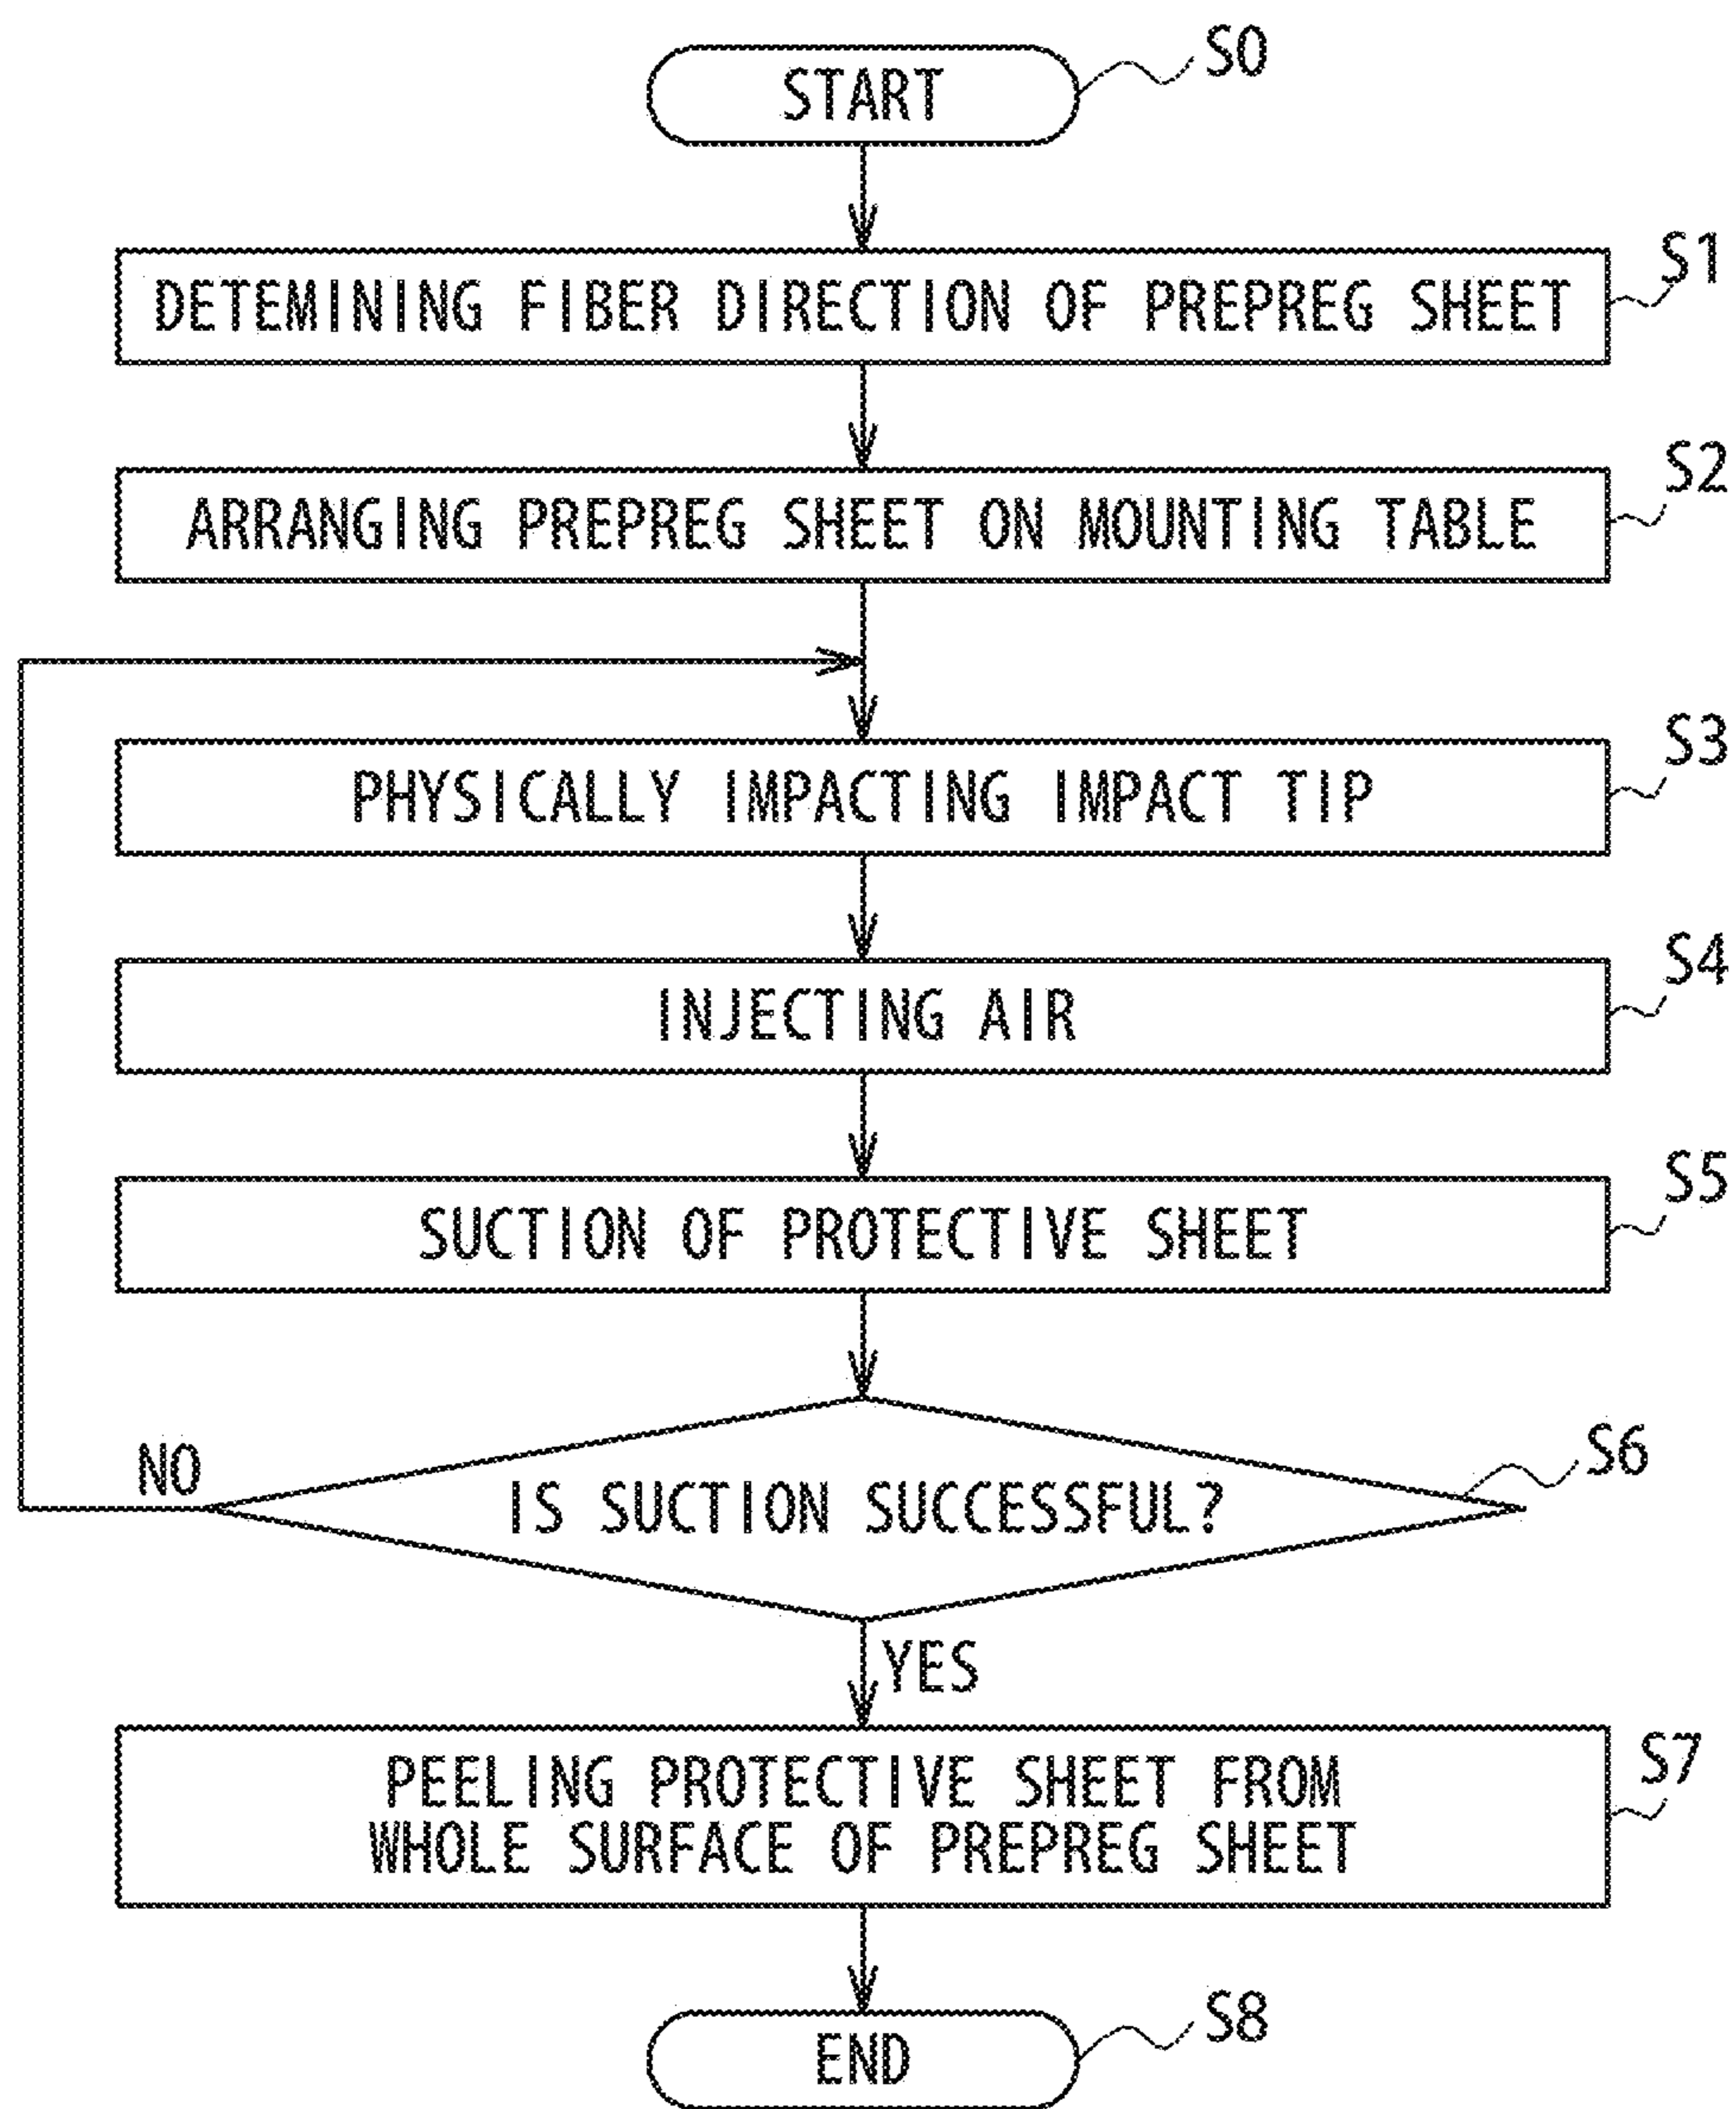 START
S0
DETEMINING FIBER DIRECTION OF PREPREG SHEET
S1
ARRANGING PREPREG SHEET ON MOUNTING TABLE
S2
PHYSICALLY IMPACTING IMPACT TIP
S3
INJECTING AIR
S4
SUCTION OF PROTECTIVE SHEET
S5
NO
IS SUCTION SUCCESSFUL?
S6
YES
PEELING PROTECTIVE SHEET FROM
WHOLE SURFACE OF PREPREG SHEET
S7
END
S8